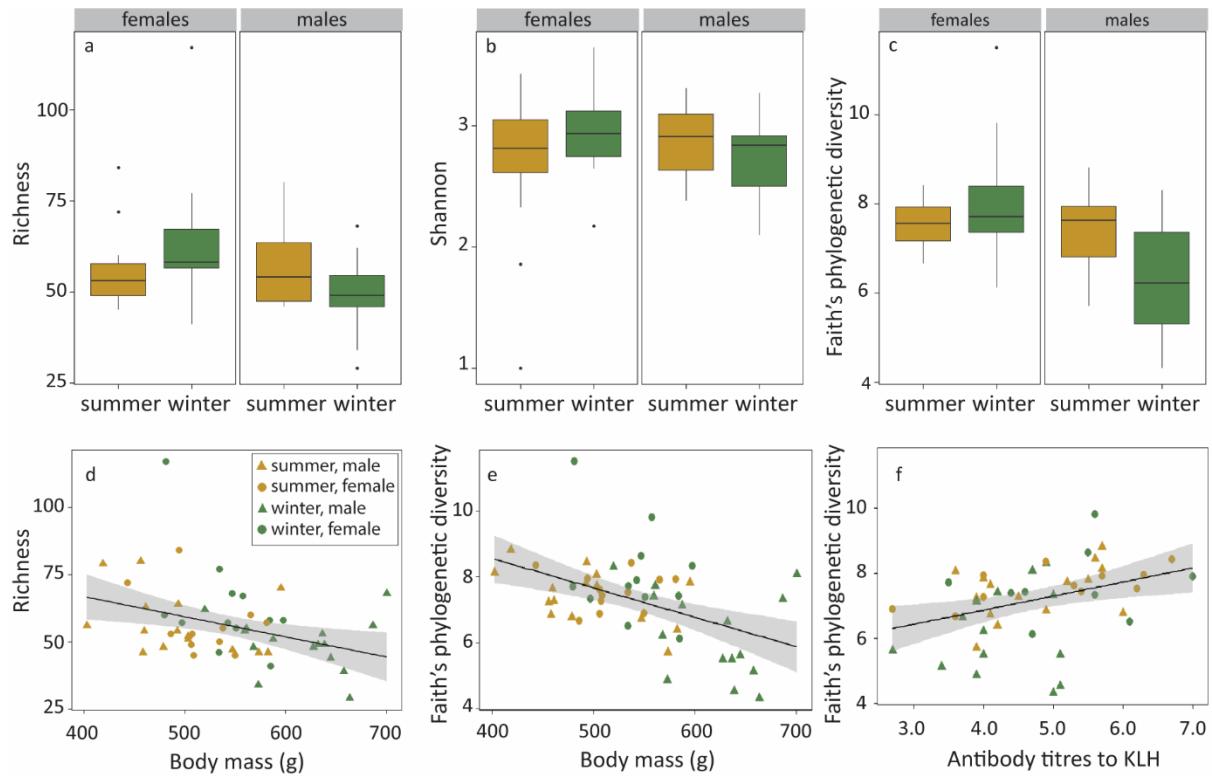 females males
a
Richness
100
75
50
25
summer winter summer winter
females males
b
Shannon
3
2
1
summer winter summer winter
females males
c
Faith's phylogenetic diversity
10
8
6
4
summer winter summer winter
d
summer, male
summer, female
winter, male
winter, female
Richness
100
75
50
25
400 500 600 700
Body mass (g)
e
Faith's phylogenetic diversity
10
8
6
4
400 500 600 700
Body mass (g)
f
Faith's phylogenetic diversity
10
8
6
4
3.0 4.0 5.0 6.0 7.0
Antibody titres to KLH